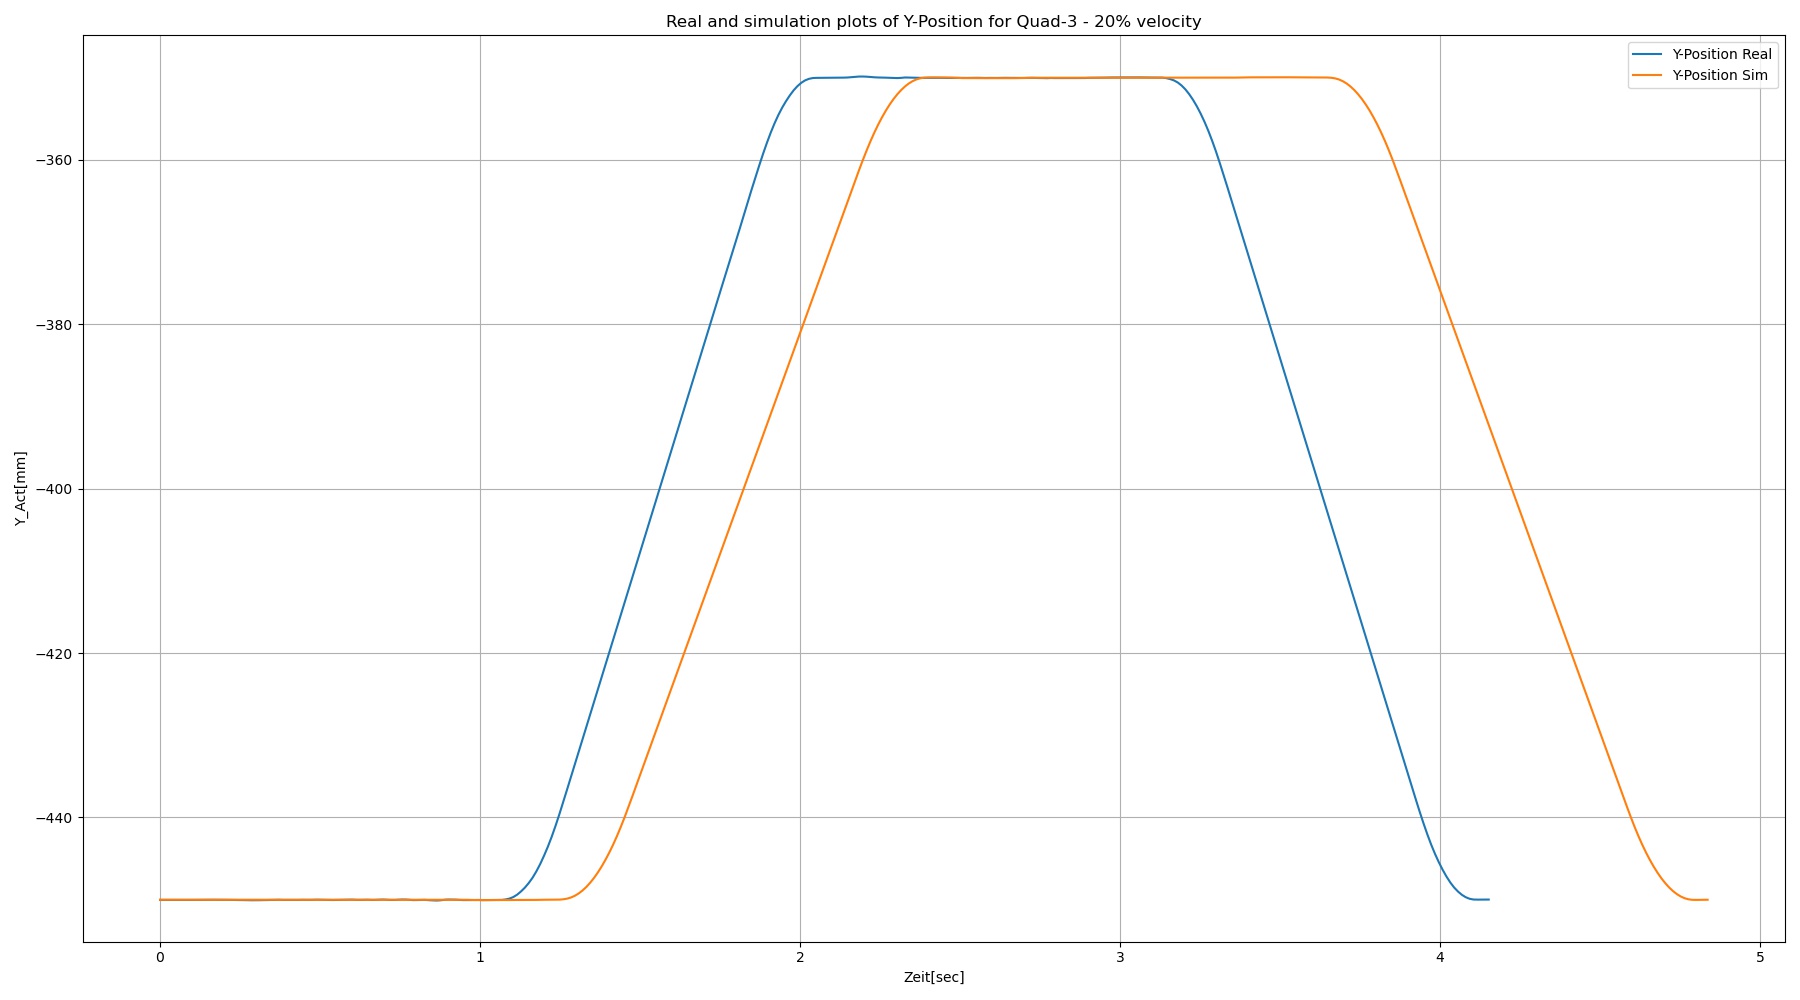 Real and simulation plots of Y-Position for Quad-3 - 20% velocity
Y-Position Real
Y-Position Sim
−360
−380
−400
−420
−440
Y_Act[mm]
0 1 2 3 4 5
Zeit[sec]